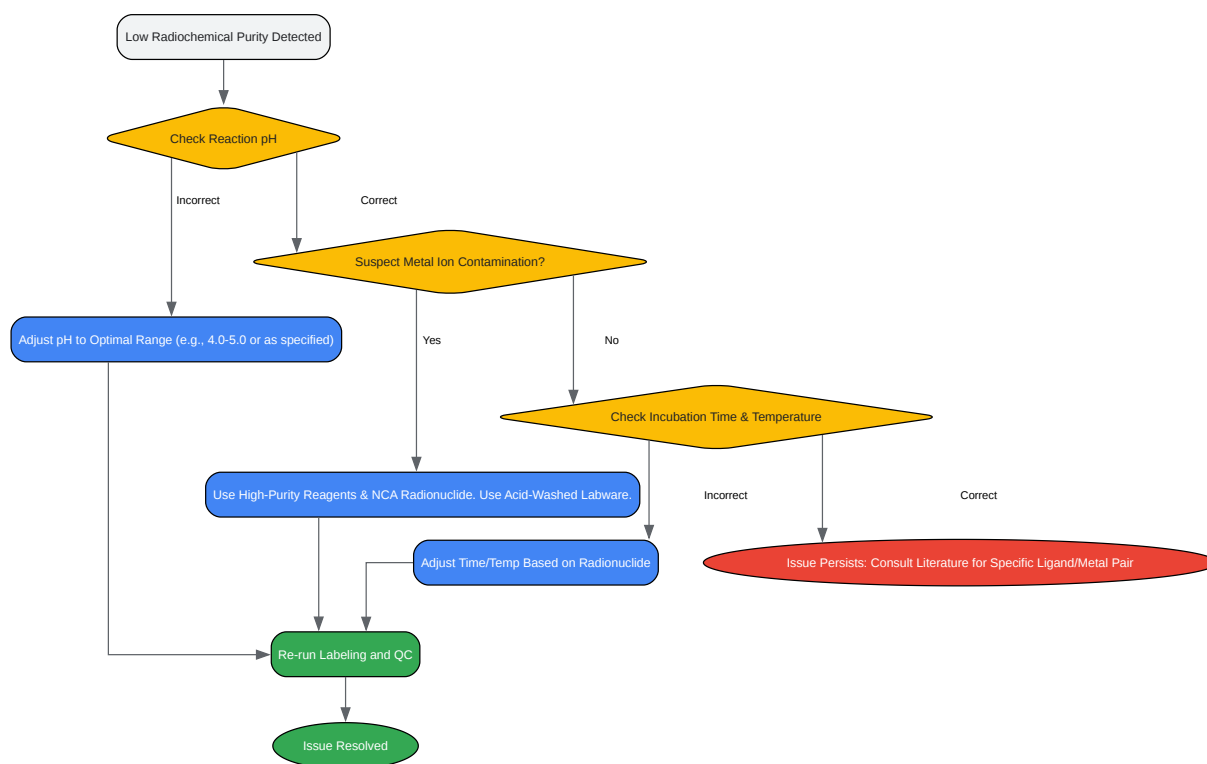 Low Radiochemical Purity Detected
Check Reaction pH
Incorrect
Correct
Suspect Metal Ion Contamination?
Adjust pH to Optimal Range (e.g., 4.0-5.0 or as specified)
Yes
No
Check Incubation Time & Temperature
Use High-Purity Reagents & NCA Radionuclide. Use Acid-Washed Labware.
Incorrect
Correct
Adjust Time/Temp Based on Radionuclide
Issue Persists: Consult Literature for Specific Ligand/Metal Pair
Re-run Labeling and QC
Issue Resolved